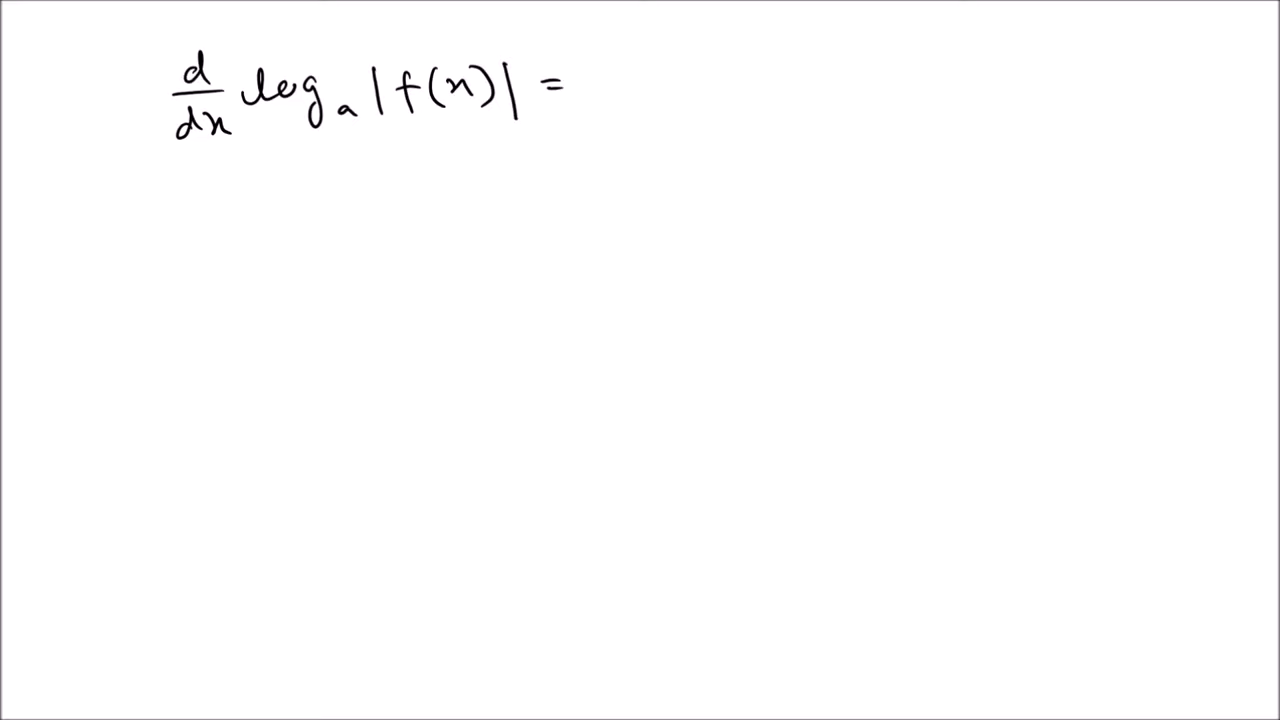 d/dx log_a |f(x)| =